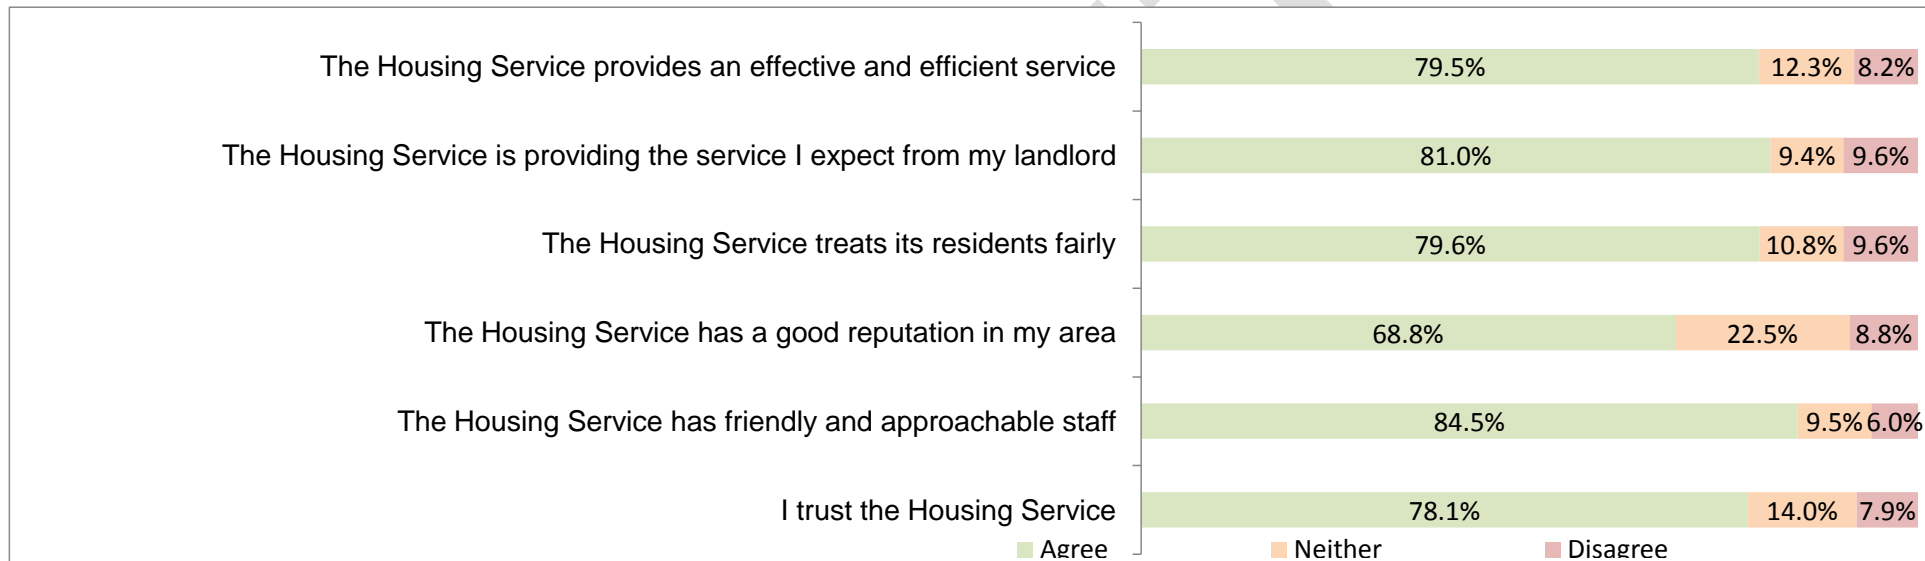 The Housing Service provides an effective and efficient service 79.5% 12.3% 8.2%
The Housing Service is providing the service I expect from my landlord 81.0% 9.4% 9.6%
The Housing Service treats its residents fairly 79.6% 10.8% 9.6%
The Housing Service has a good reputation in my area 68.8% 22.5% 8.8%
The Housing Service has friendly and approachable staff 84.5% 9.5% 6.0%
I trust the Housing Service 78.1% 14.0% 7.9%
Agree Neither Disagree